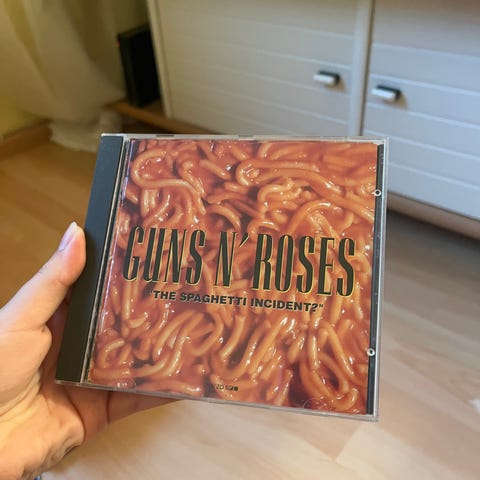 GUNS N' ROSES
"THE SPAGHETTI INCIDENT?"